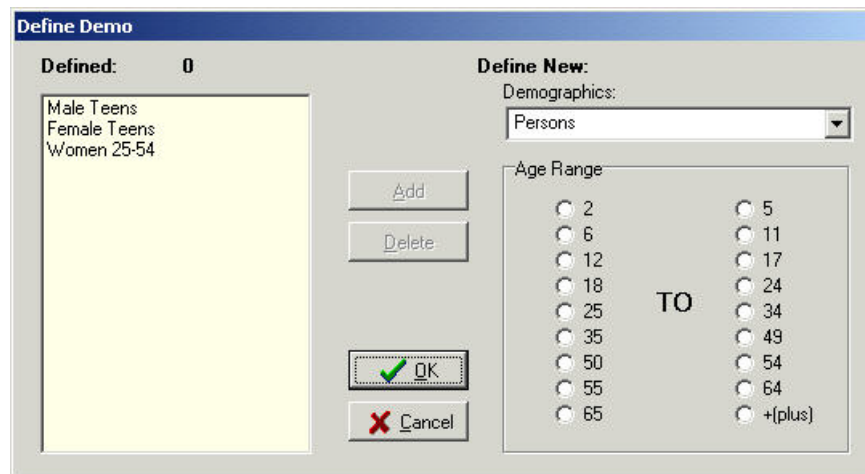 Define Demo
Defined: 0
Male Teens
Female Teens
Women 25-54
Add
Delete
OK
Cancel
Define New:
Demographics:
Persons
Age Range
2
6
12
18
25
35
50
55
65
TO
5
11
17
24
34
49
54
64
+(plus)